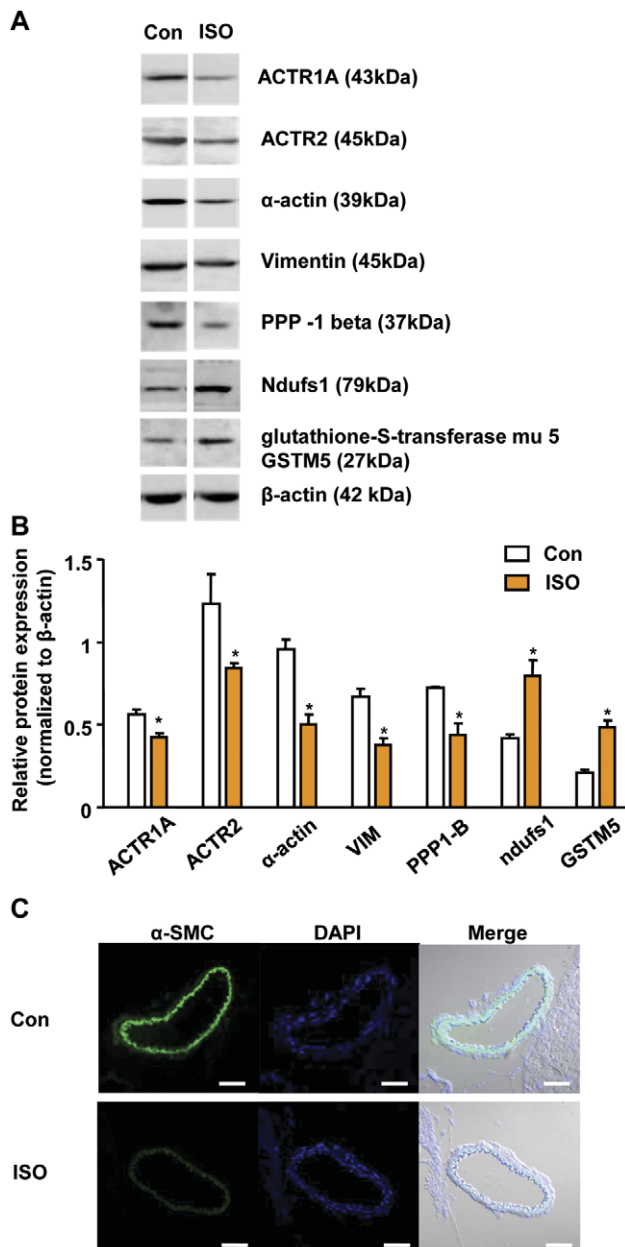 A
Con ISO
ACTR1A (43kDa)
ACTR2 (45kDa)
α-actin (39kDa)
Vimentin (45kDa)
PPP -1 beta (37kDa)
Ndufs1 (79kDa)
glutathione-S-transferase mu 5
GSTM5 (27kDa)
β-actin (42 kDa)
B
Relative protein expression
(normalized to β-actin)
1.5
1
0.5
0
Con
ISO
* * * * * * *
ACTR1A ACTR2 α-actin VIM PPP1-B ndufs1 GSTM5
C
α-SMC DAPI Merge
Con
ISO